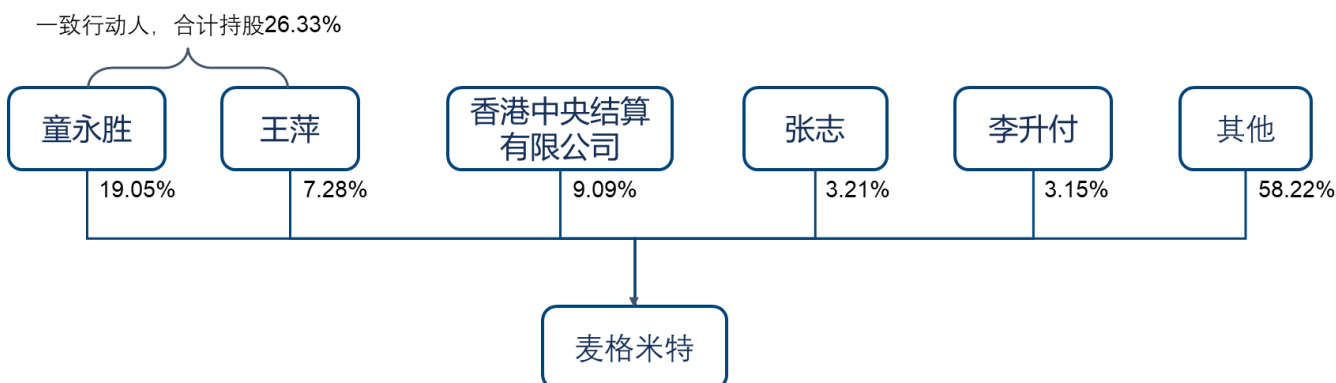 一致行动人，合计持股26.33%
童永胜
王萍
香港中央结算
有限公司
张志
李升付
其他
19.05%
7.28%
9.09%
3.21%
3.15%
58.22%
麦格米特